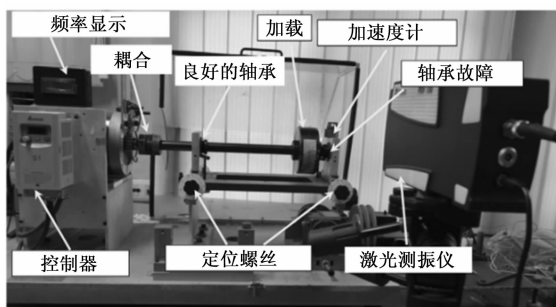 频率显示
耦合
良好的轴承
加载
加速度计
轴承故障
控制器
定位螺丝
激光测振仪